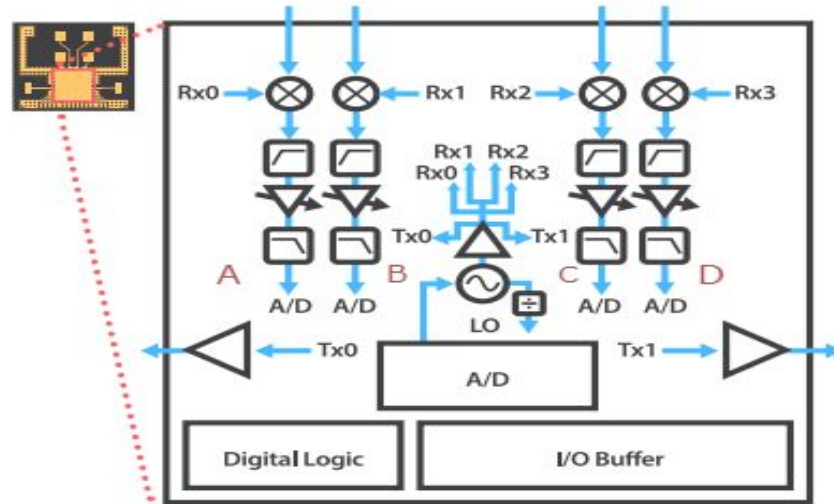 Rx0
Rx1
Rx2
Rx3
Rx1
Rx2
Rx0
Rx3
Tx0
Tx1
A
B
C
D
A/D
A/D
A/D
A/D
÷
LO
Tx0
Tx1
A/D
Digital Logic
I/O Buffer